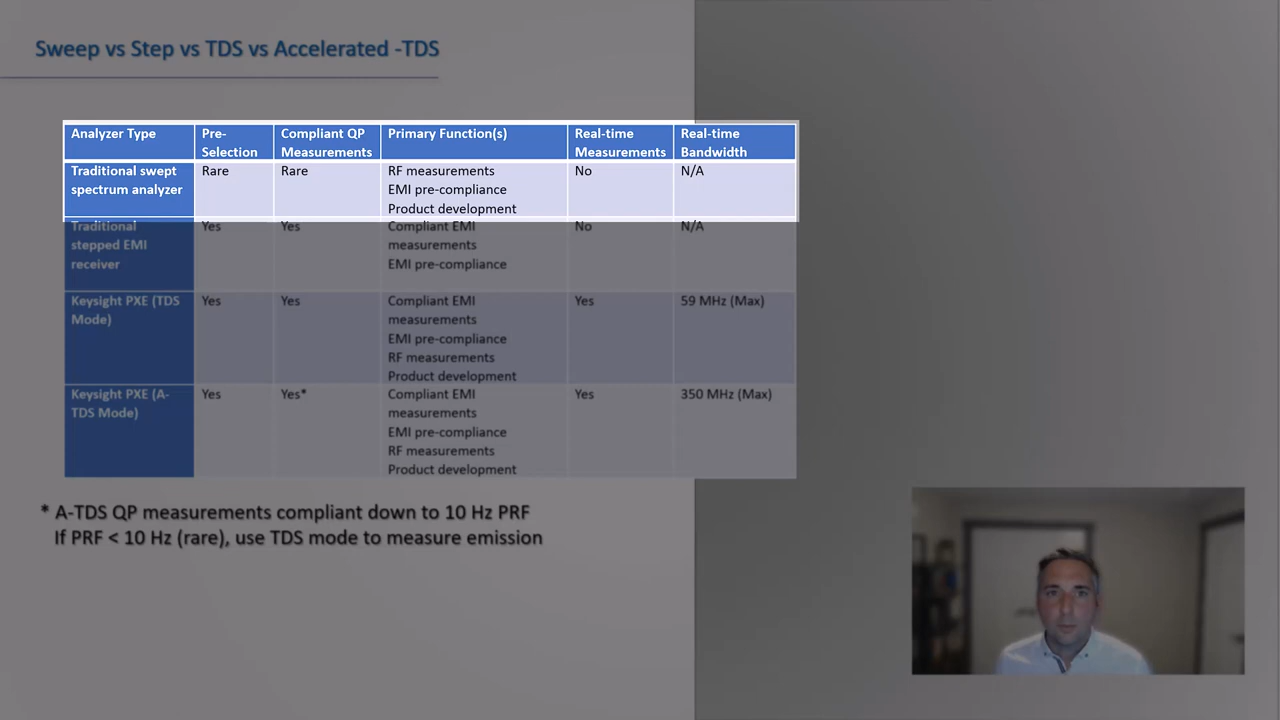 Sweep vs Step vs TDS vs Accelerated -TDS
Analyzer Type
Pre-
Selection
Compliant QP
Measurements
Primary Function(s)
Real-time
Measurements
Real-time
Bandwidth
Traditional swept
spectrum analyzer
Rare
Rare
RF measurements
EMI pre-compliance
Product development
No
N/A
Traditional
stepped EMI
receiver
Yes
Yes
Compliant EMI
measurements
EMI pre-compliance
No
N/A
Keysight PXE (TDS
Mode)
Yes
Yes
Compliant EMI
measurements
EMI pre-compliance
RF measurements
Product development
Yes
59 MHz (Max)
Keysight PXE (A-
TDS Mode)
Yes
Yes*
Compliant EMI
measurements
EMI pre-compliance
RF measurements
Product development
Yes
350 MHz (Max)
* A-TDS QP measurements compliant down to 10 Hz PRF
If PRF < 10 Hz (rare), use TDS mode to measure emission